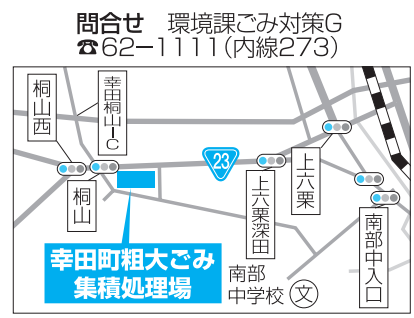 問合せ 環境課ごみ対策G
☎62−1111(内線273)
桐山西
幸田桐山IC
桐山
23
上六栗深田
上六栗
南部中入口
幸田町粗大ごみ
集積処理場
南部
中学校 文